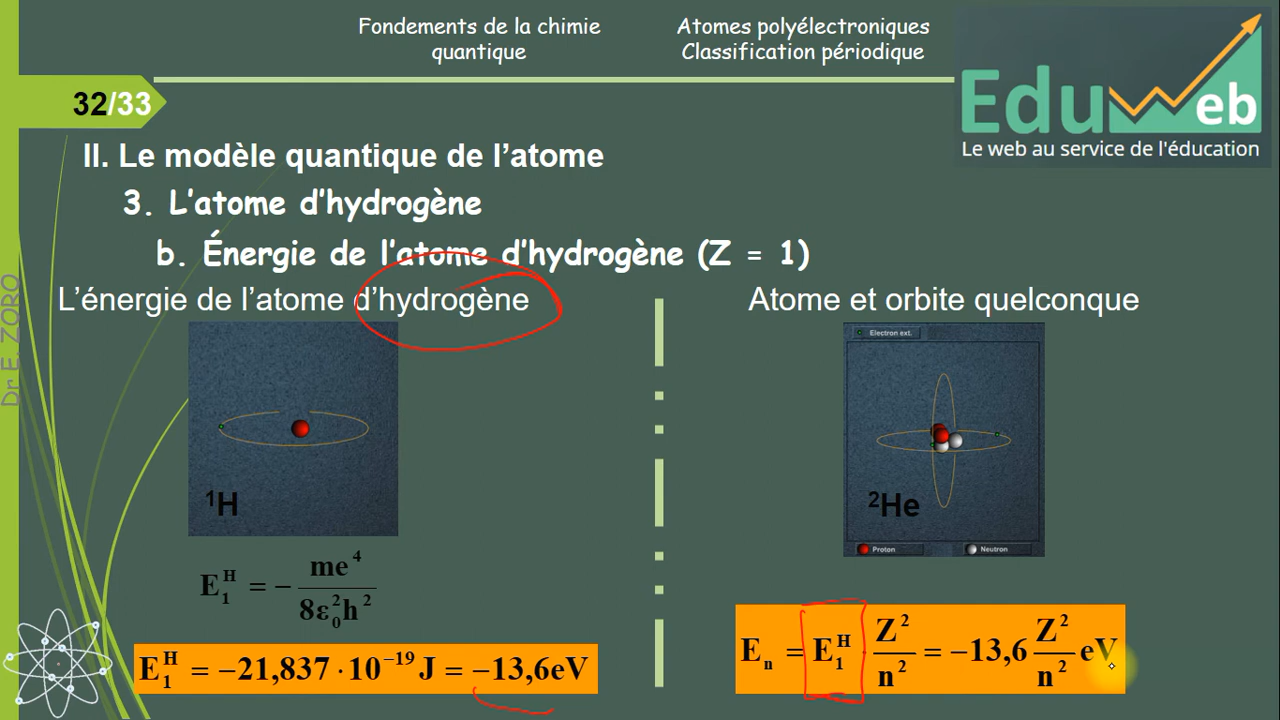 Fondements de la chimie
quantique
Atomes polyélectroniques
Classification périodique
Eduweb
Le web au service de l'éducation
32/33
II. Le modèle quantique de l'atome
3. L'atome d'hydrogène
b. Énergie de l'atome d'hydrogène (Z = 1)
L'énergie de l'atome d'hydrogène
Atome et orbite quelconque
Dr E. ZORO
Electron ext.
¹H
²He
Proton
Neutron
E₁ᴴ = − me⁴ / 8ε₀²h²
E₁ᴴ = −21,837 · 10⁻¹⁹ J = −13,6eV
Eₙ = E₁ᴴ Z²/n² = −13,6 Z²/n² eV